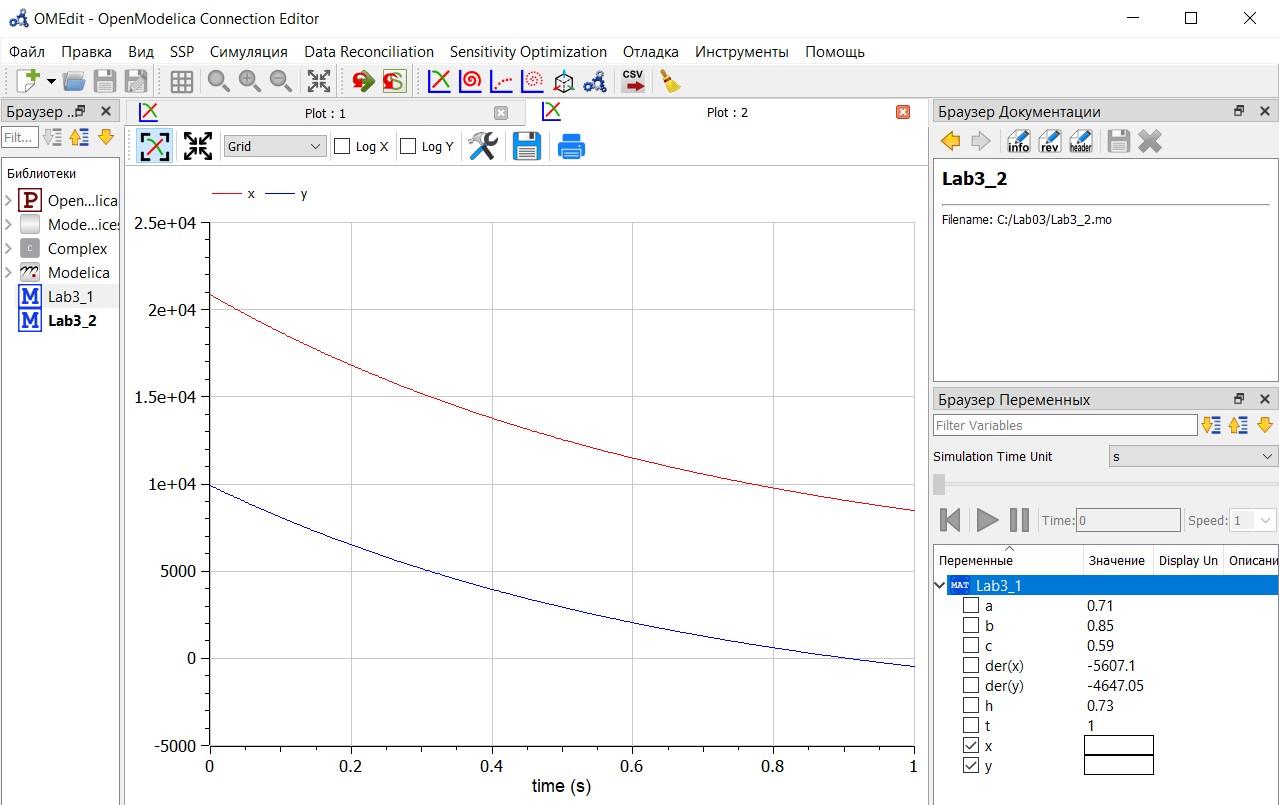 OMEdit - OpenModelica Connection Editor
Файл Правка Вид SSP Симуляция Data Reconciliation Sensitivity Optimization Отладка Инструменты Помощь
CSV
Браузер ..
Plot : 1
Plot : 2
Браузер Документации
Филт...
Grid
Log X
Log Y
info rev header
Библиотеки
P Open...lica
Mode...ices
C Complex
Modelica
M Lab3_1
M Lab3_2
x y
2.5e+04
2e+04
1.5e+04
1e+04
5000
0
-5000
0 0.2 0.4 0.6 0.8 1
time (s)
Lab3_2
Filename: C:/Lab03/Lab3_2.mo
Браузер Переменных
Filter Variables
Simulation Time Unit s
Time: 0 Speed: 1
Переменные Значение Display Un Описани
MAT Lab3_1
a 0.71
b 0.85
c 0.59
der(x) -5607.1
der(y) -4647.05
h 0.73
t 1
x
y